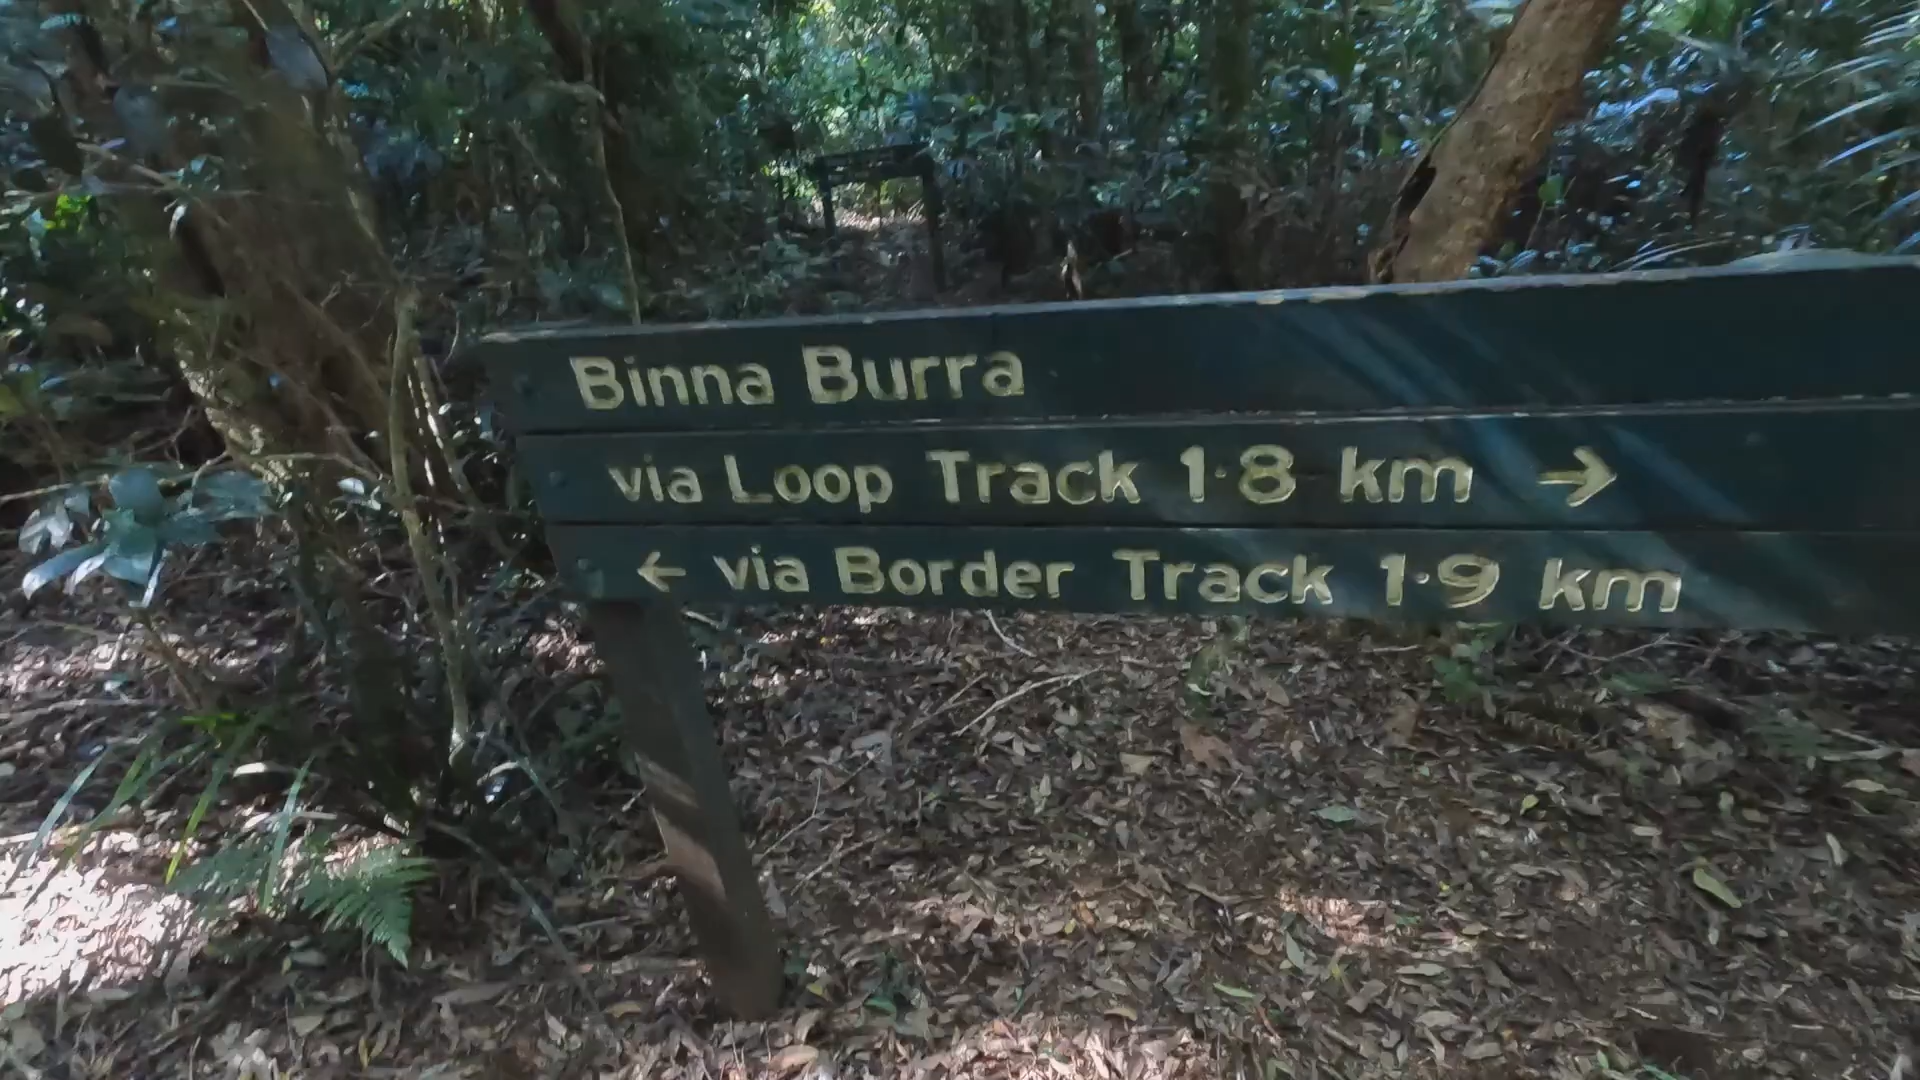 Binna Burra
via Loop Track 1·8 km →
← via Border Track 1·9 km